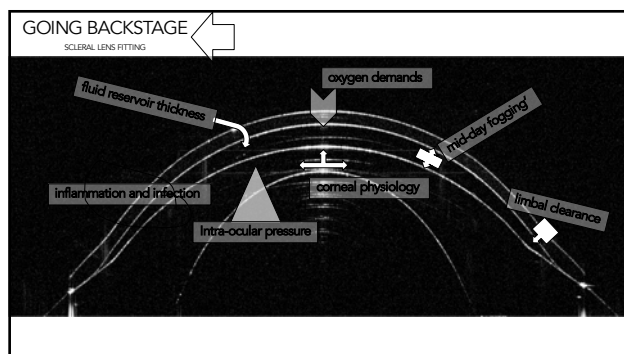 GOING BACKSTAGE
SCLERAL LENS FITTING
oxygen demands
fluid reservoir thickness
mid-day fogging'
inflammation and infection
corneal physiology
limbal clearance
Intra-ocular pressure